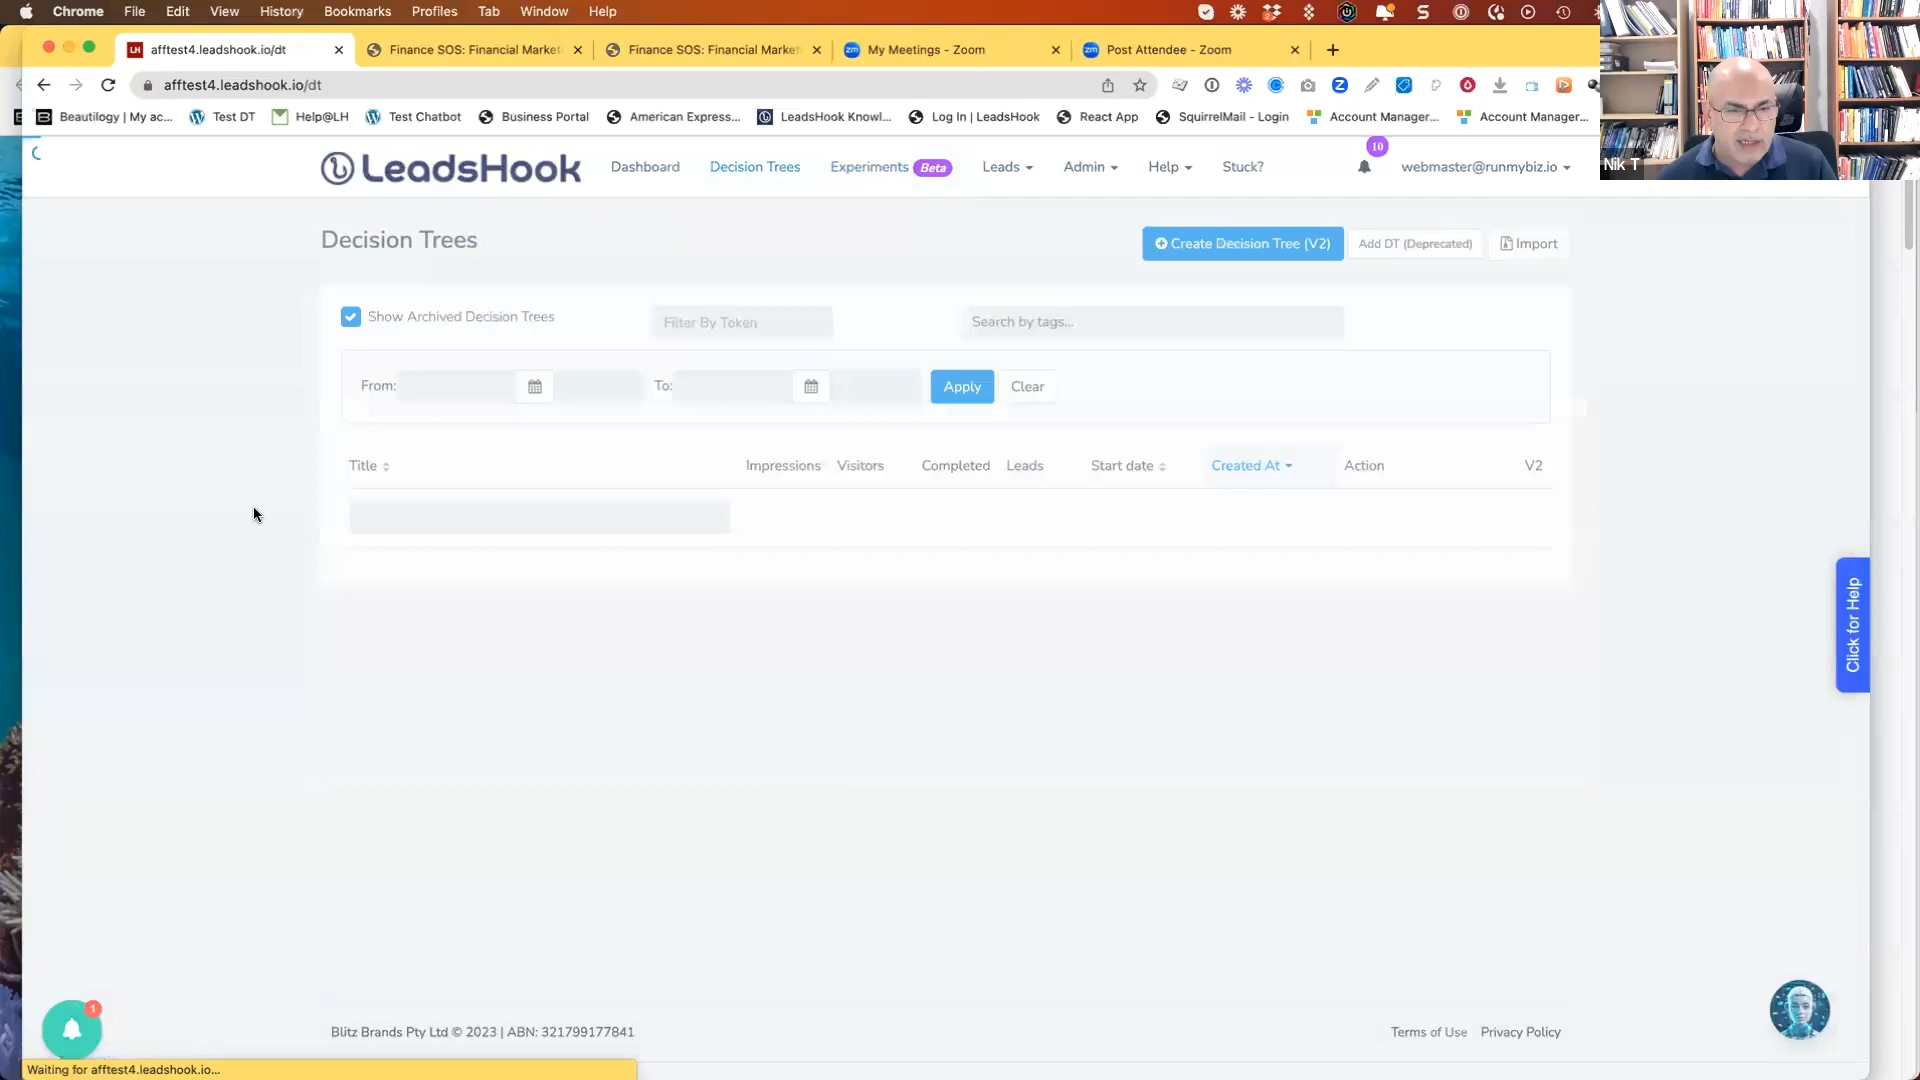 Chrome File Edit View History Bookmarks Profiles Tab Window Help
afftest4.leadshook.io/dt
Finance SOS: Financial Market
Finance SOS: Financial Market
My Meetings - Zoom
Post Attendee - Zoom
afftest4.leadshook.io/dt
Beautilogy | My ac...
Test DT
Help@LH
Test Chatbot
Business Portal
American Express...
LeadsHook Knowl...
Log In | LeadsHook
React App
SquirrelMail - Login
Account Manager...
Account Manager...
Nik T
LeadsHook
Dashboard
Decision Trees
Experiments Beta
Leads
Admin
Help
Stuck?
10
webmaster@runmybiz.io
Decision Trees
Create Decision Tree (V2)
Add DT (Deprecated)
Import
Show Archived Decision Trees
Filter By Token
Search by tags...
From:
To:
Apply
Clear
Title
Impressions
Visitors
Completed
Leads
Start date
Created At
Action
V2
Click for Help
1
Blitz Brands Pty Ltd © 2023 | ABN: 321799177841
Terms of Use
Privacy Policy
Waiting for afftest4.leadshook.io...